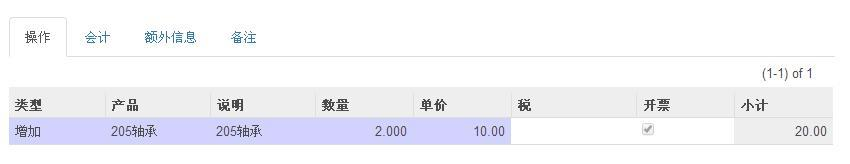 操作 会计 额外信息 备注
(1-1) of 1
类型 产品 说明 数量 单价 税 开票 小计
增加 205轴承 205轴承 2.000 10.00 20.00